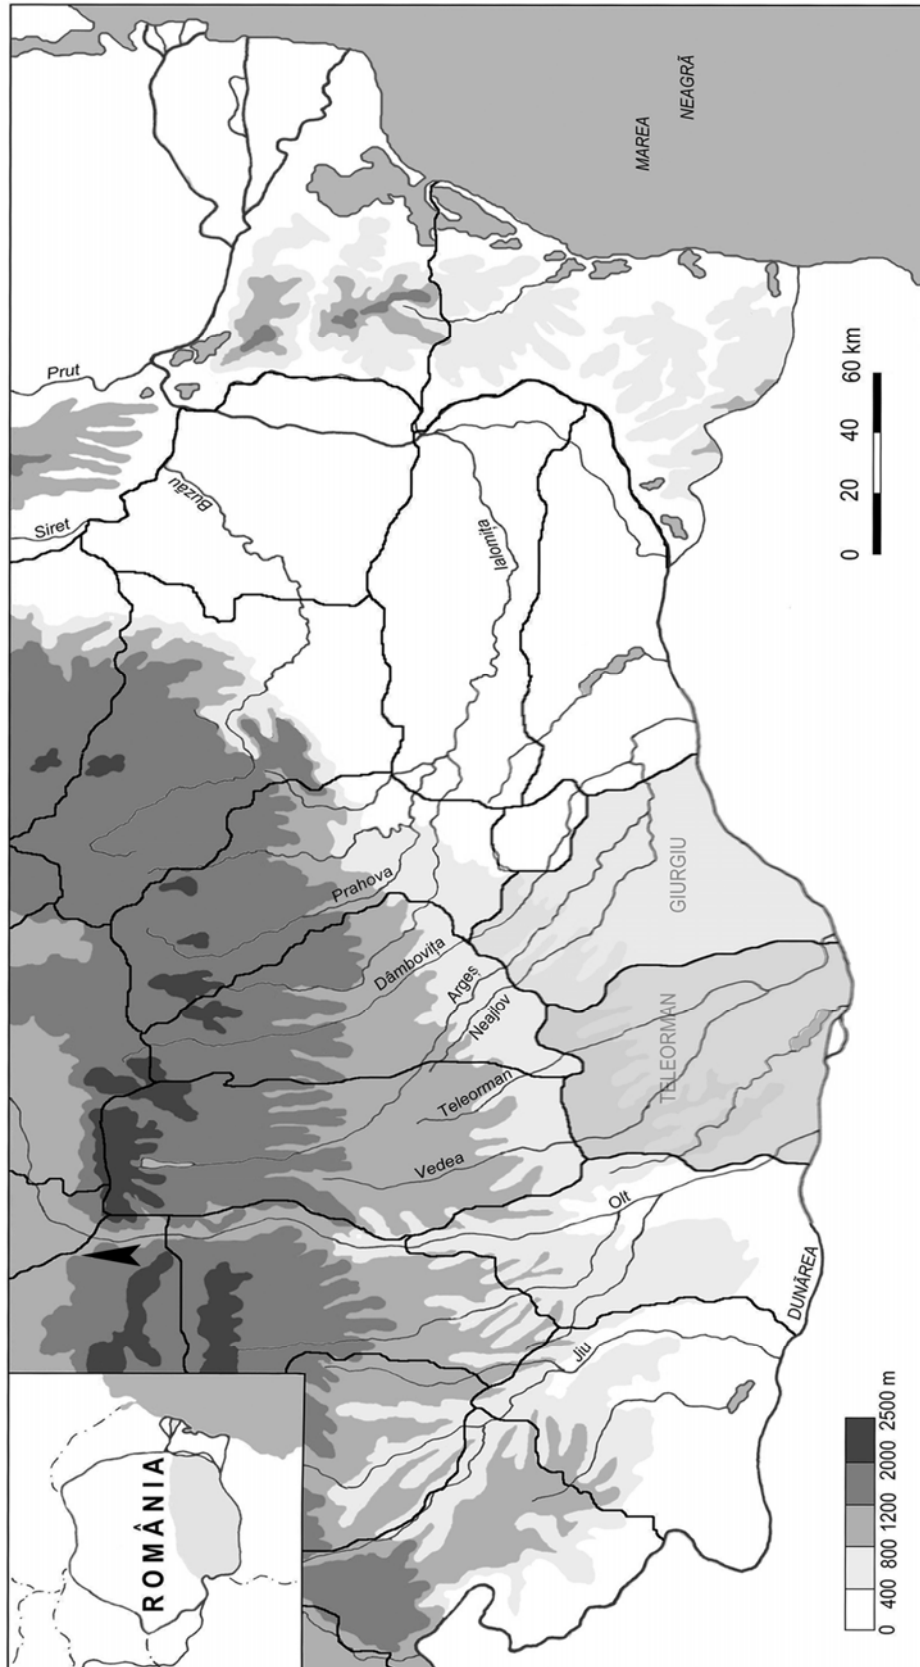 ROMÂNIA
Prut
Siret
Buzău
Ialomița
Prahova
Dâmbovița
Argeș
Neajlov
Teleorman
Vedea
Olt
Jiu
DUNĂREA
GIURGIU
TELEORMAN
MAREA
NEAGRĂ
0 400 800 1200 2000 2500 m
0 20 40 60 km